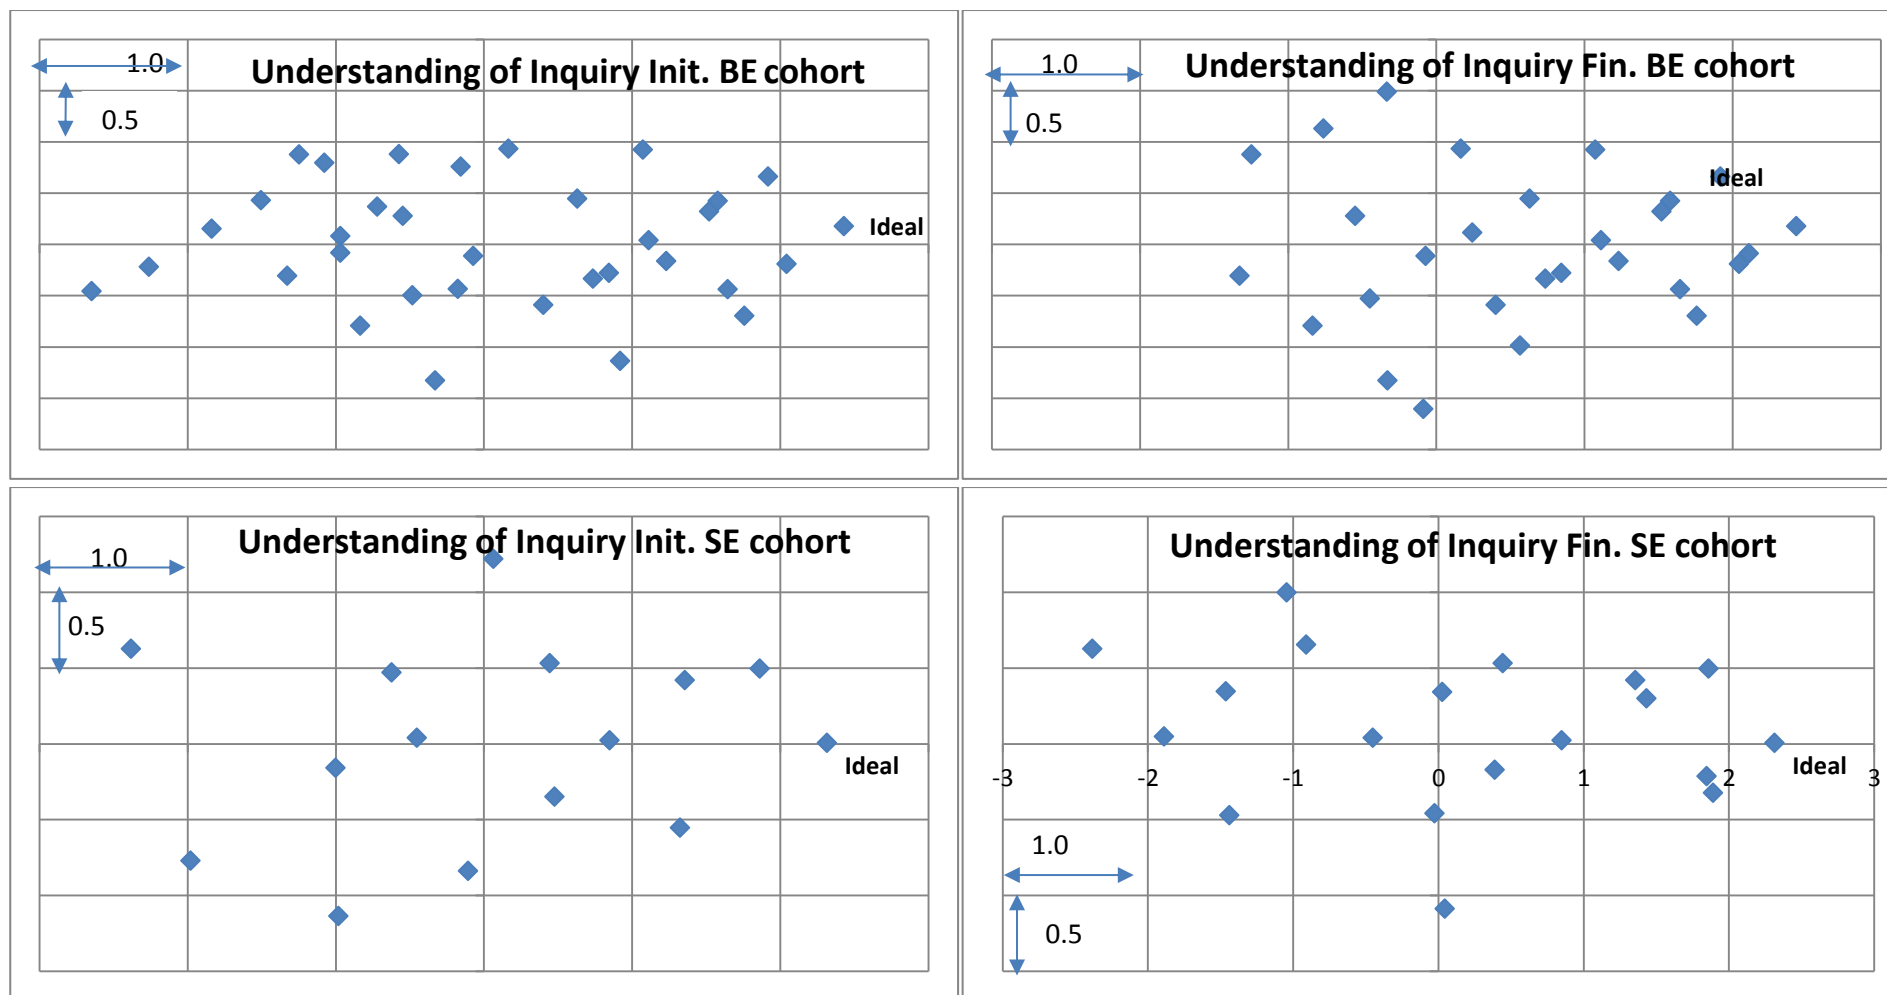 Understanding of Inquiry Init. BE cohort
1.0
0.5
Ideal
Understanding of Inquiry Fin. BE cohort
1.0
0.5
Ideal
Understanding of Inquiry Init. SE cohort
1.0
0.5
Ideal
Understanding of Inquiry Fin. SE cohort
-3 -2 -1 0 1 2 3
Ideal
1.0
0.5